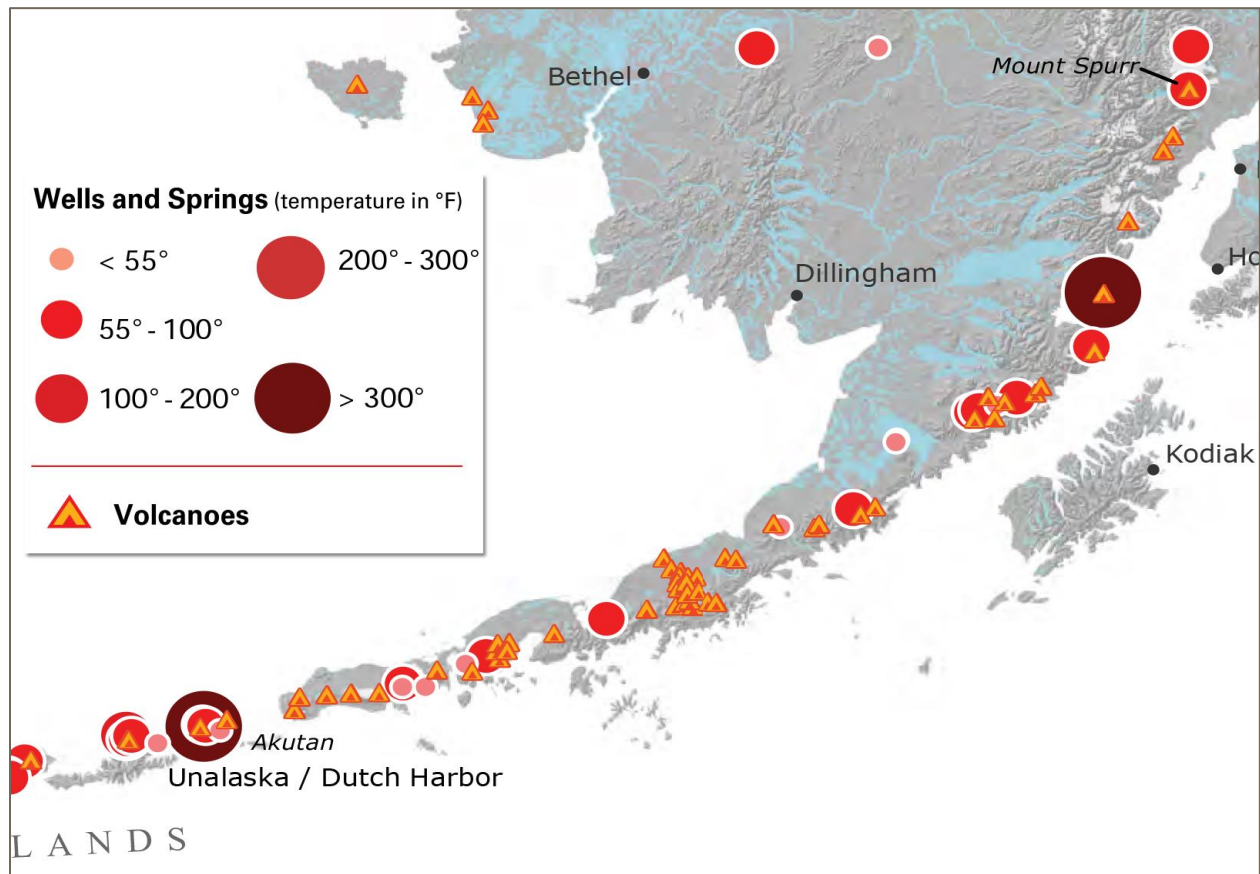 Bethel
Mount Spurr
Wells and Springs (temperature in °F)
< 55°
200° - 300°
55° - 100°
100° - 200°
> 300°
Volcanoes
Dillingham
Kodiak
Akutan
Unalaska / Dutch Harbor
LANDS